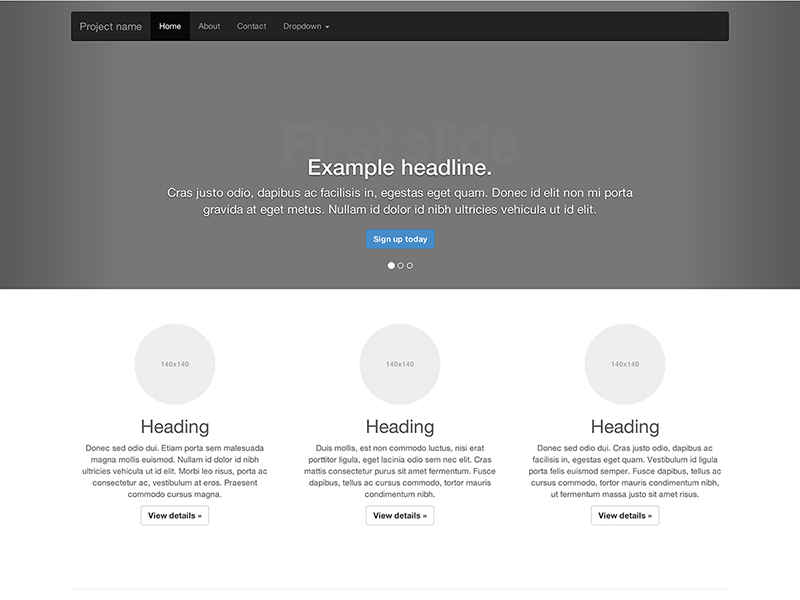 Project name Home About Contact Dropdown
First slide
Example headline.
Cras justo odio, dapibus ac facilisis in, egestas eget quam. Donec id elit non mi porta
gravida at eget metus. Nullam id dolor id nibh ultricies vehicula ut id elit.
Sign up today
140x140
Heading
Donec sed odio dui. Etiam porta sem malesuada
magna mollis euismod. Nullam id dolor id nibh
ultricies vehicula ut id elit. Morbi leo risus, porta ac
consectetur ac, vestibulum at eros. Praesent
commodo cursus magna.
View details »
140x140
Heading
Duis mollis, est non commodo luctus, nisi erat
porttitor ligula, eget lacinia odio sem nec elit. Cras
mattis consectetur purus sit amet fermentum. Fusce
dapibus, tellus ac cursus commodo, tortor mauris
condimentum nibh.
View details »
140x140
Heading
Donec sed odio dui. Cras justo odio, dapibus ac
facilisis in, egestas eget quam. Vestibulum id ligula
porta felis euismod semper. Fusce dapibus, tellus ac
cursus commodo, tortor mauris condimentum nibh,
ut fermentum massa justo sit amet risus.
View details »